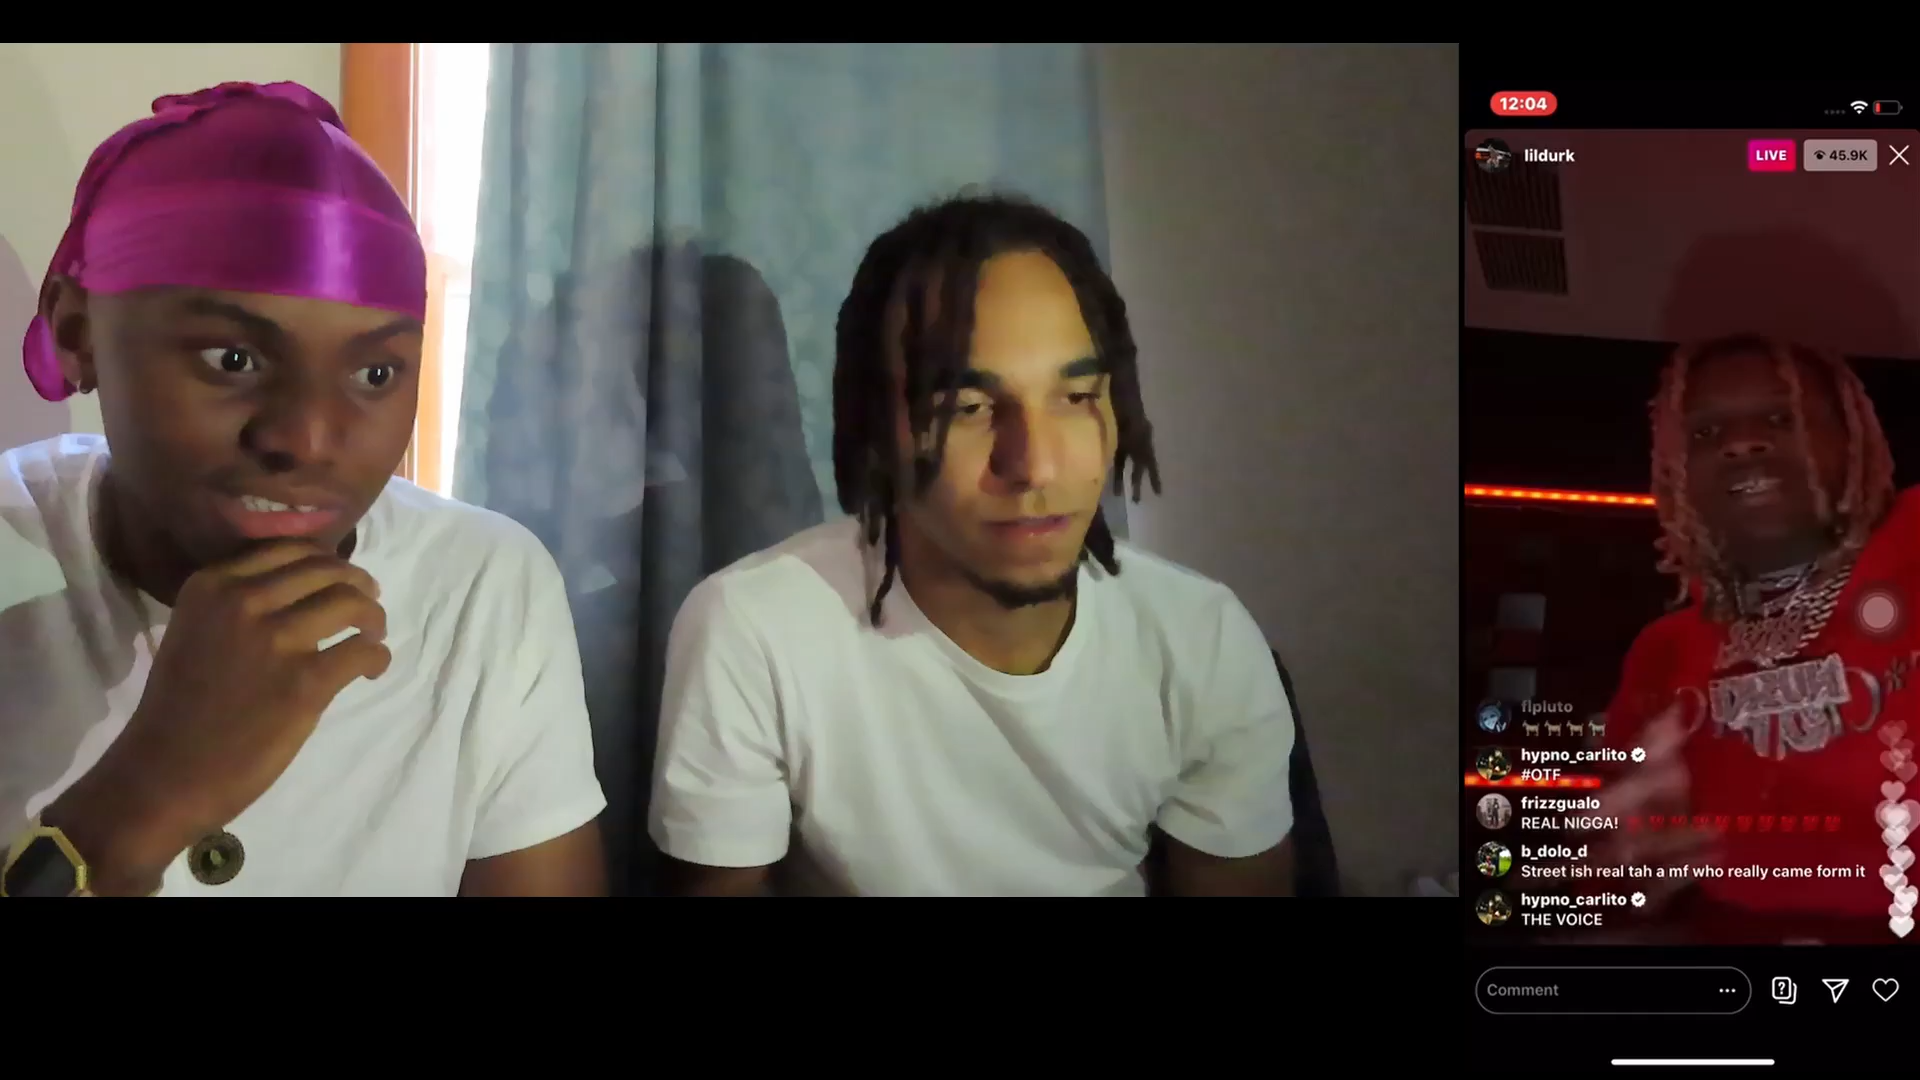 12:04
lildurk
LIVE
45.9K
flpluto
hypno_carlito
#OTF
frizzgualo
REAL NIGGA!
b_dolo_d
Street ish real tah a mf who really came form it
hypno_carlito
THE VOICE
Comment